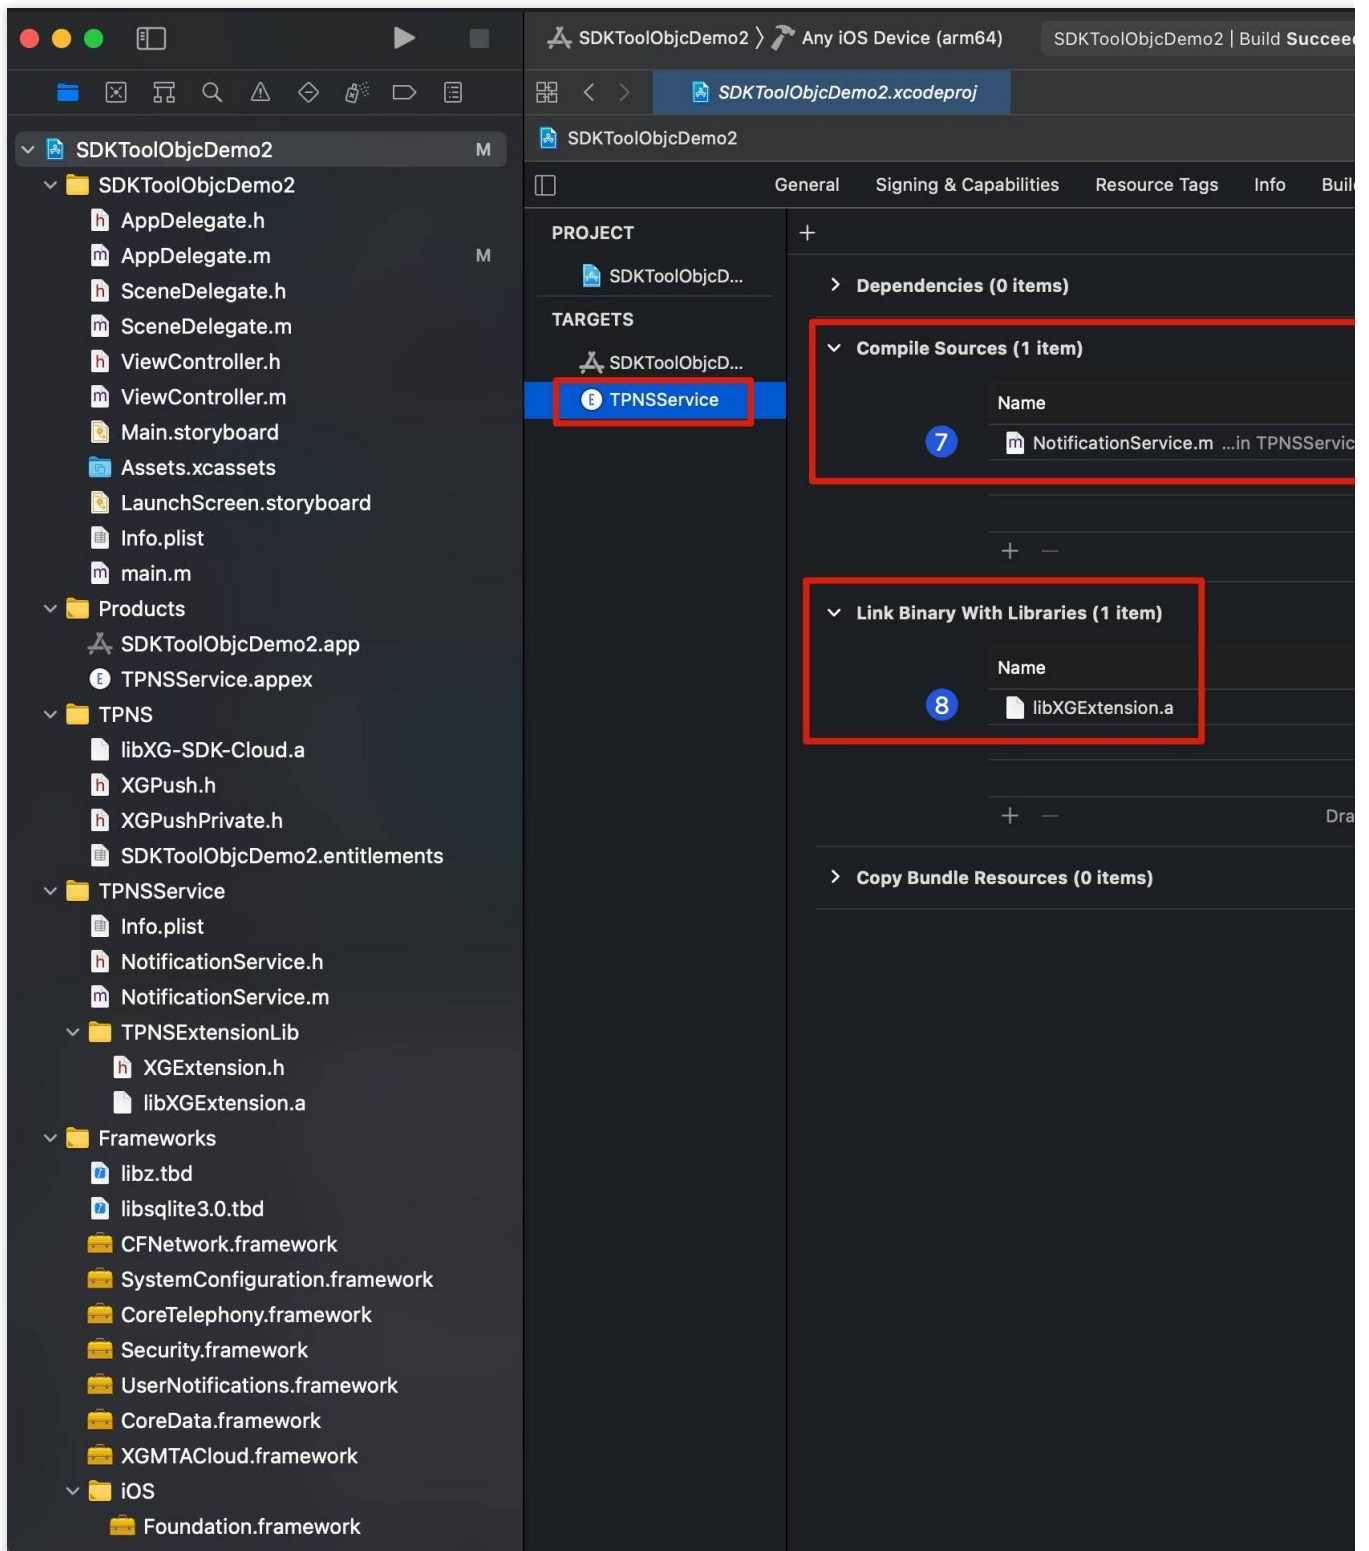 SDKToolObjcDemo2 〉 Any iOS Device (arm64)
SDKToolObjcDemo2 | Build Succeed
SDKToolObjcDemo2.xcodeproj
SDKToolObjcDemo2 M
SDKToolObjcDemo2
AppDelegate.h
AppDelegate.m M
SceneDelegate.h
SceneDelegate.m
ViewController.h
ViewController.m
Main.storyboard
Assets.xcassets
LaunchScreen.storyboard
Info.plist
main.m
Products
SDKToolObjcDemo2.app
TPNSService.appex
TPNS
libXG-SDK-Cloud.a
XGPush.h
XGPushPrivate.h
SDKToolObjcDemo2.entitlements
TPNSService
Info.plist
NotificationService.h
NotificationService.m
TPNSExtensionLib
XGExtension.h
libXGExtension.a
Frameworks
libz.tbd
libsqlite3.0.tbd
CFNetwork.framework
SystemConfiguration.framework
CoreTelephony.framework
Security.framework
UserNotifications.framework
CoreData.framework
XGMTACloud.framework
iOS
Foundation.framework
SDKToolObjcDemo2
General Signing & Capabilities Resource Tags Info Buil
PROJECT
SDKToolObjcD...
TARGETS
SDKToolObjcD...
TPNSService
Dependencies (0 items)
Compile Sources (1 item)
Name
7 NotificationService.m ...in TPNSServic
Link Binary With Libraries (1 item)
Name
8 libXGExtension.a
Dra
Copy Bundle Resources (0 items)